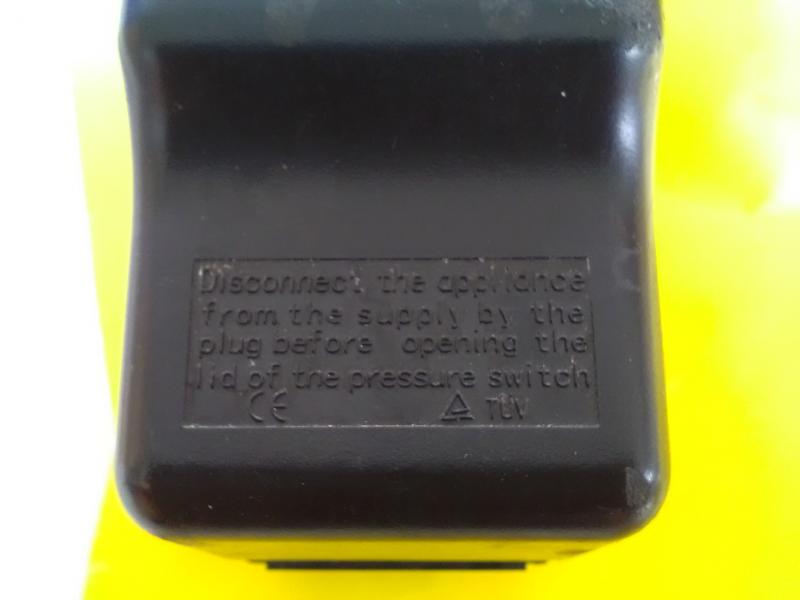 Disconnect the appliance
from the supply by the
plug before opening the
lid of the pressure switch
CE TÜV